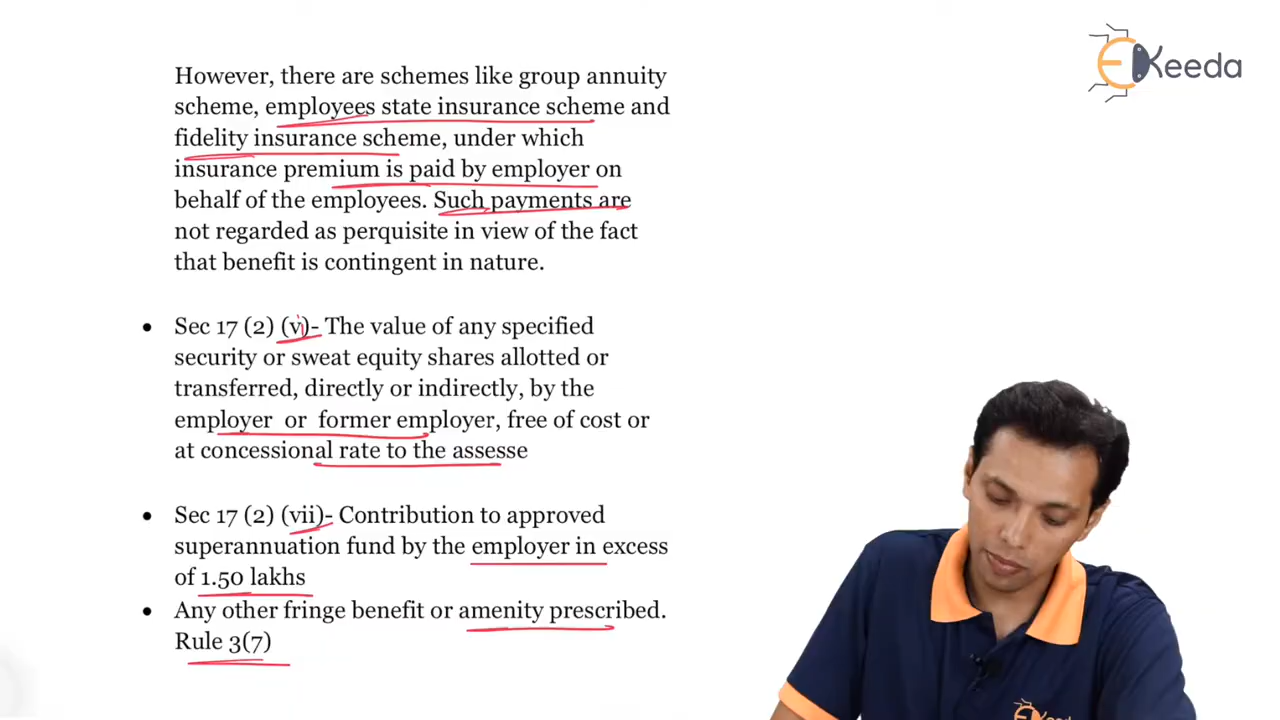 EKeeda
However, there are schemes like group annuity
scheme, employees state insurance scheme and
fidelity insurance scheme, under which
insurance premium is paid by employer on
behalf of the employees. Such payments are
not regarded as perquisite in view of the fact
that benefit is contingent in nature.
• Sec 17 (2) (vi)- The value of any specified
security or sweat equity shares allotted or
transferred, directly or indirectly, by the
employer or former employer, free of cost or
at concessional rate to the assesse
• Sec 17 (2) (vii)- Contribution to approved
superannuation fund by the employer in excess
of 1.50 lakhs
• Any other fringe benefit or amenity prescribed.
Rule 3(7)
EKeeda